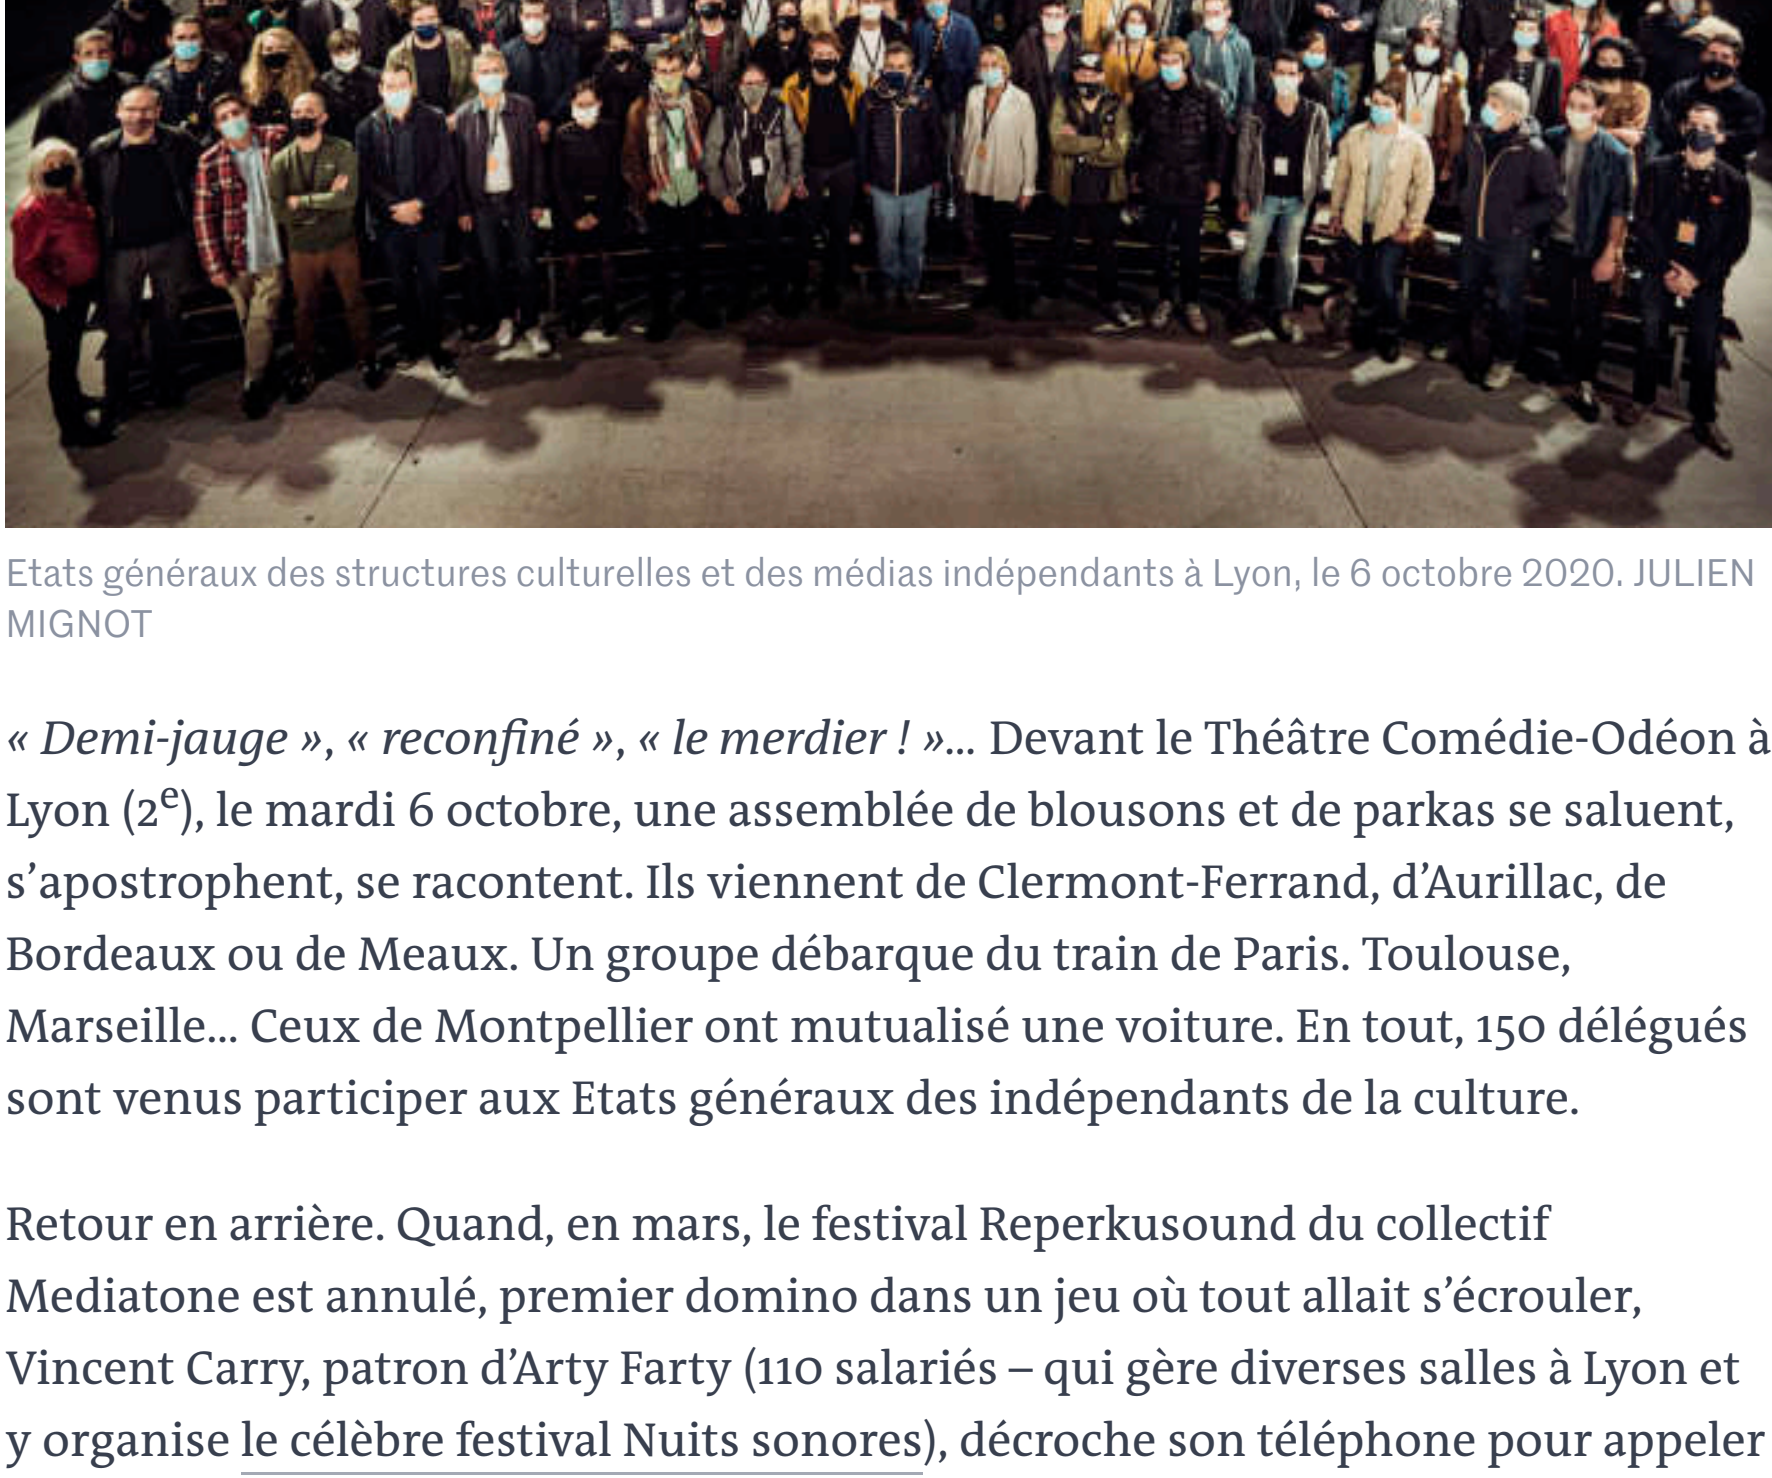 Etats généraux des structures culturelles et des médias indépendants à Lyon, le 6 octobre 2020. JULIEN
MIGNOT
« Demi-jauge », « reconfiné », « le merdier ! »… Devant le Théâtre Comédie-Odéon à
Lyon (2e), le mardi 6 octobre, une assemblée de blousons et de parkas se saluent,
s’apostrophent, se racontent. Ils viennent de Clermont-Ferrand, d’Aurillac, de
Bordeaux ou de Meaux. Un groupe débarque du train de Paris. Toulouse,
Marseille… Ceux de Montpellier ont mutualisé une voiture. En tout, 150 délégués
sont venus participer aux Etats généraux des indépendants de la culture.
Retour en arrière. Quand, en mars, le festival Reperkusound du collectif
Mediatone est annulé, premier domino dans un jeu où tout allait s’écrouler,
Vincent Carry, patron d’Arty Farty (110 salariés – qui gère diverses salles à Lyon et
y organise le célèbre festival Nuits sonores), décroche son téléphone pour appeler